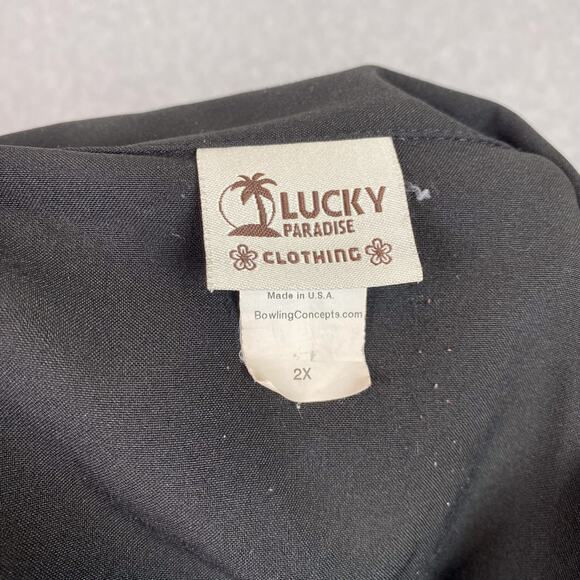 LUCKY
PARADISE
CLOTHING
Made in U.S.A.
BowlingConcepts.com
2X